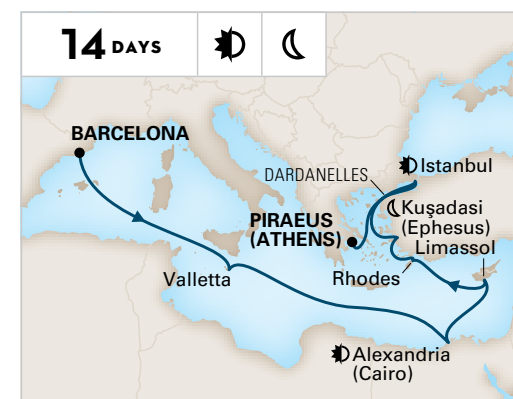 14 DAYS
BARCELONA
DARDANELLES
Istanbul
PIRAEUS
(ATHENS)
Kuşadasi
(Ephesus)
Limassol
Valletta
Rhodes
Alexandria
(Cairo)